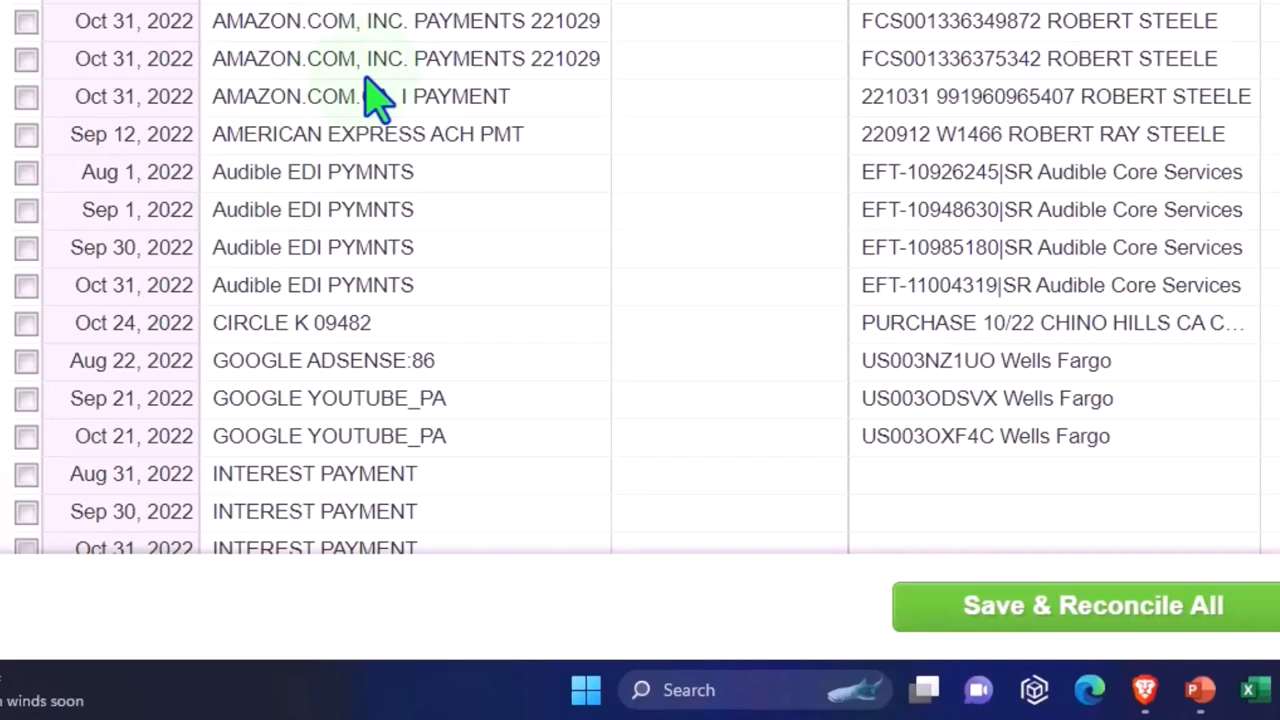 Oct 31, 2022 AMAZON.COM, INC. PAYMENTS 221029 FCS001336349872 ROBERT STEELE
Oct 31, 2022 AMAZON.COM, INC. PAYMENTS 221029 FCS001336375342 ROBERT STEELE
Oct 31, 2022 AMAZON.COM. I PAYMENT 221031 991960965407 ROBERT STEELE
Sep 12, 2022 AMERICAN EXPRESS ACH PMT 220912 W1466 ROBERT RAY STEELE
Aug 1, 2022 Audible EDI PYMNTS EFT-10926245|SR Audible Core Services
Sep 1, 2022 Audible EDI PYMNTS EFT-10948630|SR Audible Core Services
Sep 30, 2022 Audible EDI PYMNTS EFT-10985180|SR Audible Core Services
Oct 31, 2022 Audible EDI PYMNTS EFT-11004319|SR Audible Core Services
Oct 24, 2022 CIRCLE K 09482 PURCHASE 10/22 CHINO HILLS CA C...
Aug 22, 2022 GOOGLE ADSENSE:86 US003NZ1UO Wells Fargo
Sep 21, 2022 GOOGLE YOUTUBE_PA US003ODSVX Wells Fargo
Oct 21, 2022 GOOGLE YOUTUBE_PA US003OXF4C Wells Fargo
Aug 31, 2022 INTEREST PAYMENT
Sep 30, 2022 INTEREST PAYMENT
Oct 31, 2022 INTEREST PAYMENT
Save & Reconcile All
winds soon
Search